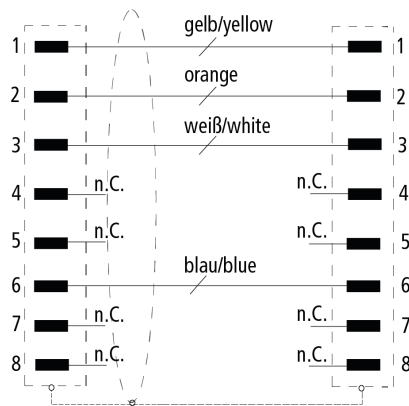 gelb/yellow
1 1
orange
2 2
weiß/white
3 3
4 n.C. n.C. 4
5 n.C. n.C. 5
blau/blue
6 6
7 n.C. n.C. 7
8 n.C. n.C. 8